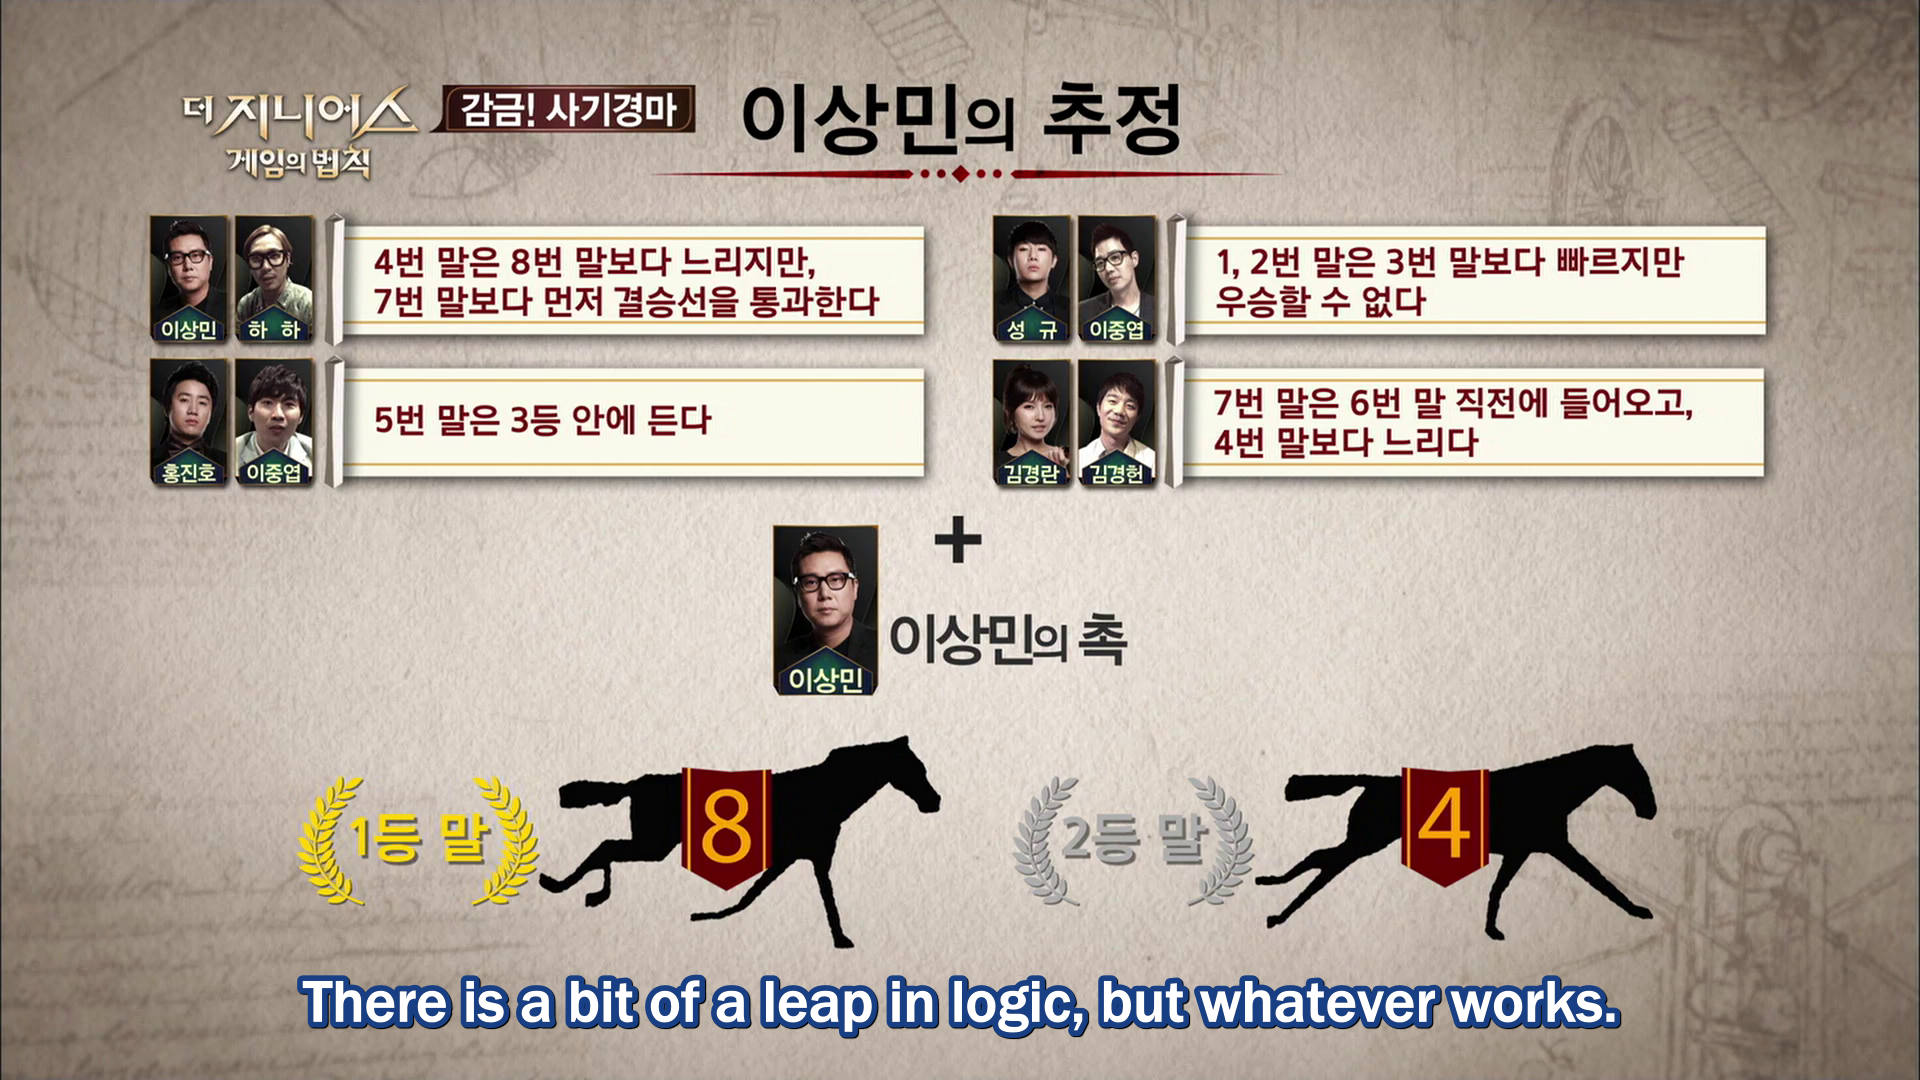 더 지니어스
게임의 법칙
감금! 사기경마
이상민의 추정
이상민
하 하
4번 말은 8번 말보다 느리지만,
7번 말보다 먼저 결승선을 통과한다
성 규
이중엽
1, 2번 말은 3번 말보다 빠르지만
우승할 수 없다
홍진호
이중엽
5번 말은 3등 안에 든다
김경란
김경헌
7번 말은 6번 말 직전에 들어오고,
4번 말보다 느리다
+
이상민
이상민의 촉
1등 말
8
2등 말
4
There is a bit of a leap in logic, but whatever works.